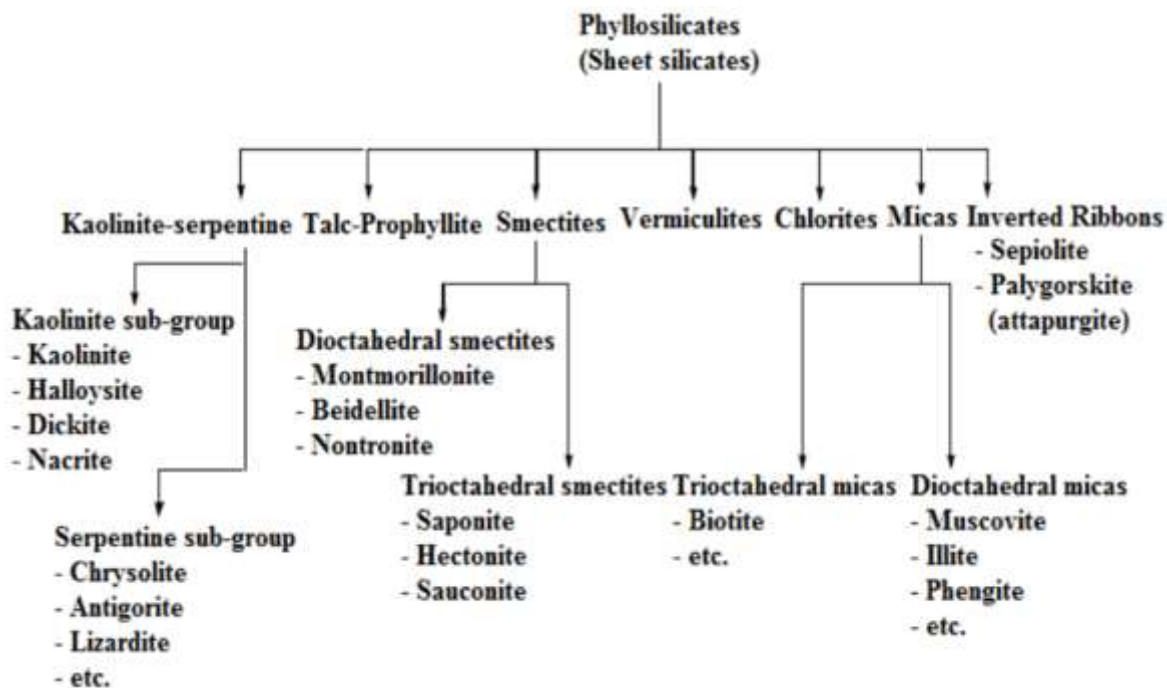 Phyllosilicates
(Sheet silicates)
Kaolinite-serpentine
Talc-Prophyllite
Smectites
Vermiculites
Chlorites
Micas
Inverted Ribbons
- Sepiolite
- Palygorskite
(attapurgite)
Kaolinite sub-group
- Kaolinite
- Halloysite
- Dickite
- Nacrite
Serpentine sub-group
- Chrysolite
- Antigorite
- Lizardite
- etc.
Dioctahedral smectites
- Montmorillonite
- Beidellite
- Nontronite
Trioctahedral smectites
- Saponite
- Hectonite
- Sauconite
Trioctahedral micas
- Biotite
- etc.
Dioctahedral micas
- Muscovite
- Illite
- Phengite
- etc.